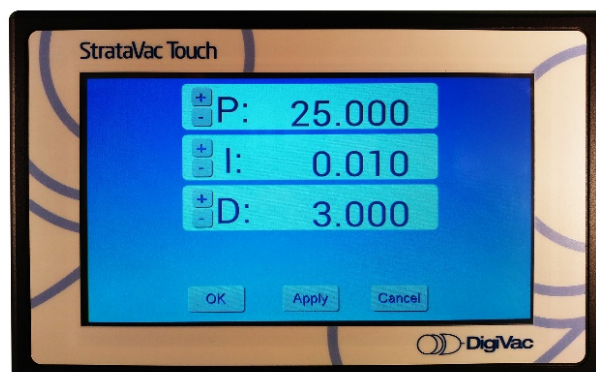 StrataVac Touch
+ - P: 25.000
+ - I: 0.010
+ - D: 3.000
OK Apply Cancel
DigiVac